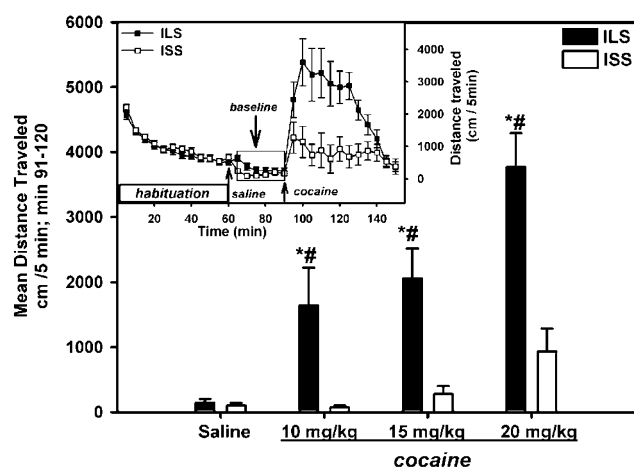 6000
5000
4000
3000
2000
1000
0
Mean Distance Traveled
cm /5 min; min 91-120
ILS
ISS
ILS
ISS
baseline
habituation
saline
cocaine
20 40 60 80 100 120 140
Time (min)
4000
3000
2000
1000
0
Distance traveled
(cm / 5min)
*#
*#
*#
Saline 10 mg/kg 15 mg/kg 20 mg/kg
cocaine